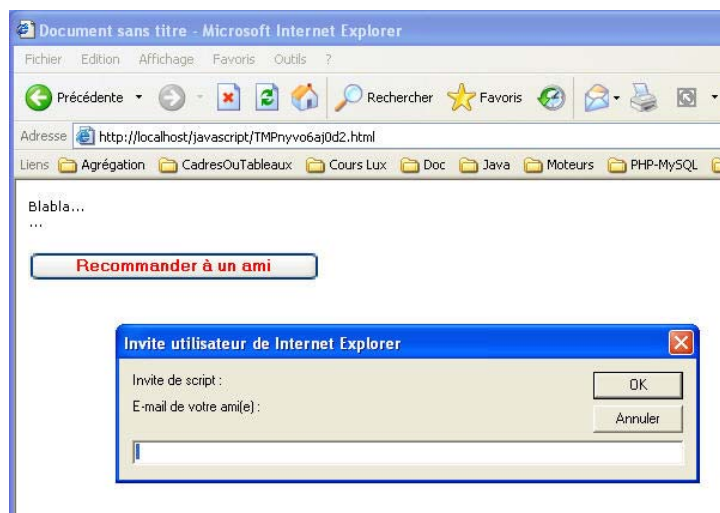 Document sans titre - Microsoft Internet Explorer
Fichier Edition Affichage Favoris Outils ?
Précédente Rechercher Favoris
Adresse http://localhost/javascript/TMPnyvo6aj0d2.html
Liens Agrégation CadresOuTableaux Cours Lux Doc Java Moteurs PHP-MySQL
Blabla...
...
Recommander à un ami
Invite utilisateur de Internet Explorer
Invite de script :
OK
E-mail de votre ami(e) :
Annuler